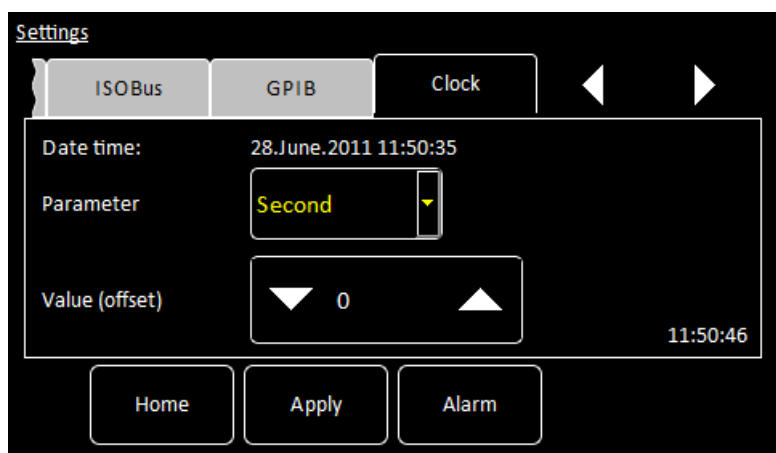 Settings
ISOBus GPIB Clock
Date time: 28.June.2011 11:50:35
Parameter Second
Value (offset) 0
11:50:46
Home Apply Alarm